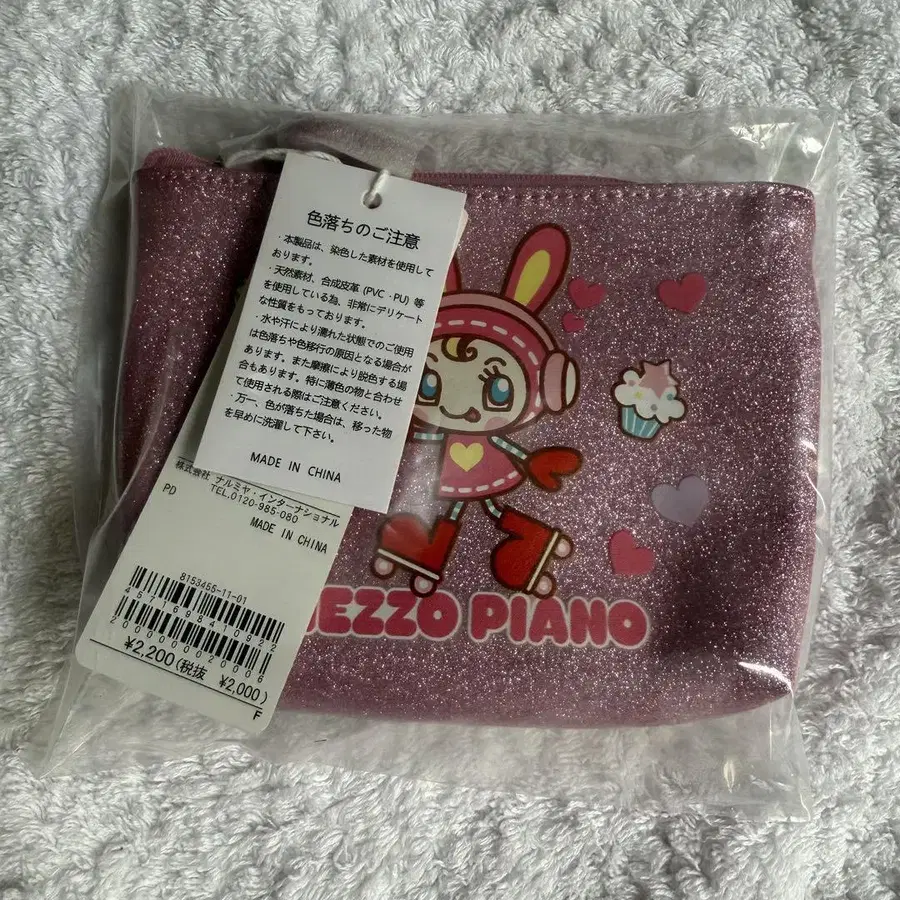 色落ちのご注意
・本製品は、染色した素材を使用して
おります。
・天然素材、合成皮革(PVC・PU)等
を使用している為、非常にデリケート
な性質をもっております。
・水や汗により濡れた状態でのご使用
は色落ちや色移行の原因となる場合が
あります。また摩擦により脱色する場
合もあります。特に薄色の物と合わせ
て使用される際はご注意ください。
・万一、色が落ちた場合は、移った物
を早めに洗濯して下さい。
MADE IN CHINA
株式会社 ナルミヤ・インターナショナル
TEL.0120-985-080
PD
MADE IN CHINA
8153455-11-01
4571698410922
2000000020006
¥2,200(税抜 ¥2,000)
F
MEZZO PIANO